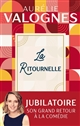 AURÉLIE
VALOGNES
La
RITOURNELLE
JUBILATOIRE
SON GRAND RETOUR
À LA COMÉDIE